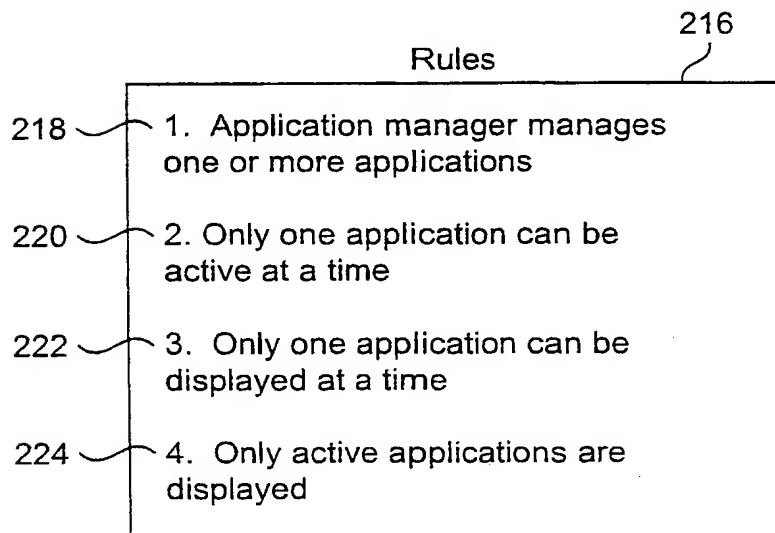 216
Rules
218 1. Application manager manages
one or more applications
220 2. Only one application can be
active at a time
222 3. Only one application can be
displayed at a time
224 4. Only active applications are
displayed